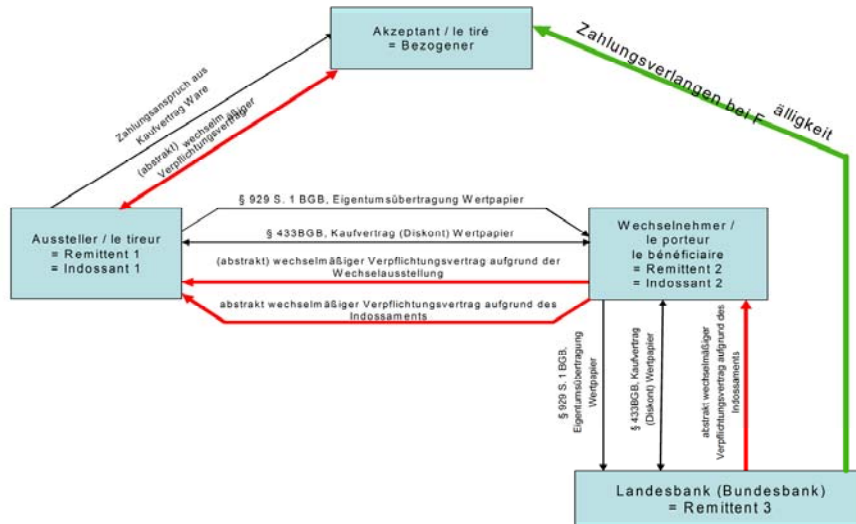 Akzeptant / le tiré
= Bezogener
Zahlungsverlangen bei Fälligkeit
Zahlungsanspruch aus
Kaufvertrag Ware
(abstrakt) wechselmäßiger
Verpflichtungsvertrag
Aussteller / le tireur
= Remittent 1
= Indossant 1
§ 929 S. 1 BGB, Eigentumsübertragung Wertpapier
§ 433BGB, Kaufvertrag (Diskont) Wertpapier
(abstrakt) wechselmäßiger Verpflichtungsvertrag aufgrund der
Wechselausstellung
abstrakt wechselmäßiger Verpflichtungsvertrag aufgrund des
Indossaments
Wechselnehmer /
le porteur
le bénéficiaire
= Remittent 2
= Indossant 2
§ 929 S. 1 BGB,
Eigentumsübertragung
Wertpapier
§ 433BGB, Kaufvertrag
(Diskont) Wertpapier
abstrakt wechselmäßiger
Verpflichtungsvertrag aufgrund des
Indossaments
Landesbank (Bundesbank)
= Remittent 3